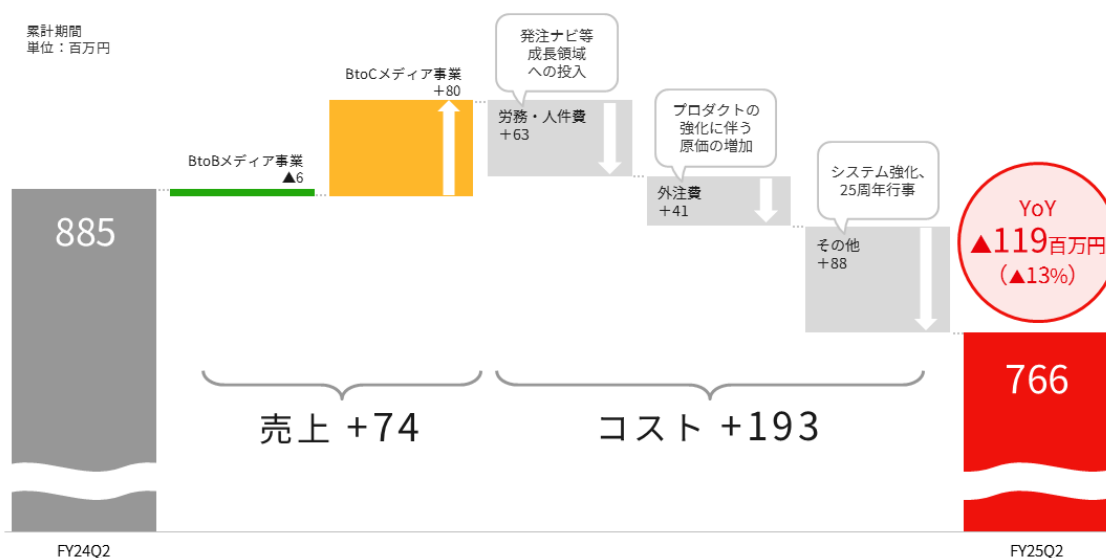 累計期間
単位：百万円
発注ナビ等
成長領域
への投入
BtoCメディア事業
+80
労務・人件費
+63
プロダクトの
強化に伴う
原価の増加
BtoBメディア事業
▲6
外注費
+41
システム強化、
25周年行事
885
その他
+88
YoY
▲119百万円
（▲13%）
766
売上 +74
コスト +193
FY24Q2
FY25Q2